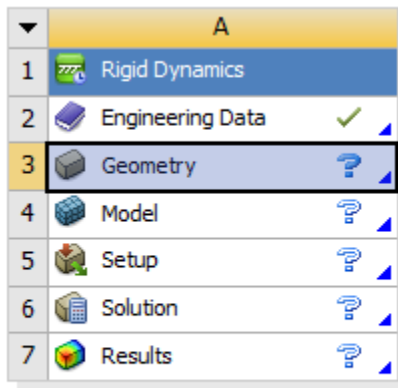 A
1 Rigid Dynamics
2 Engineering Data
3 Geometry ?
4 Model ?
5 Setup ?
6 Solution ?
7 Results ?